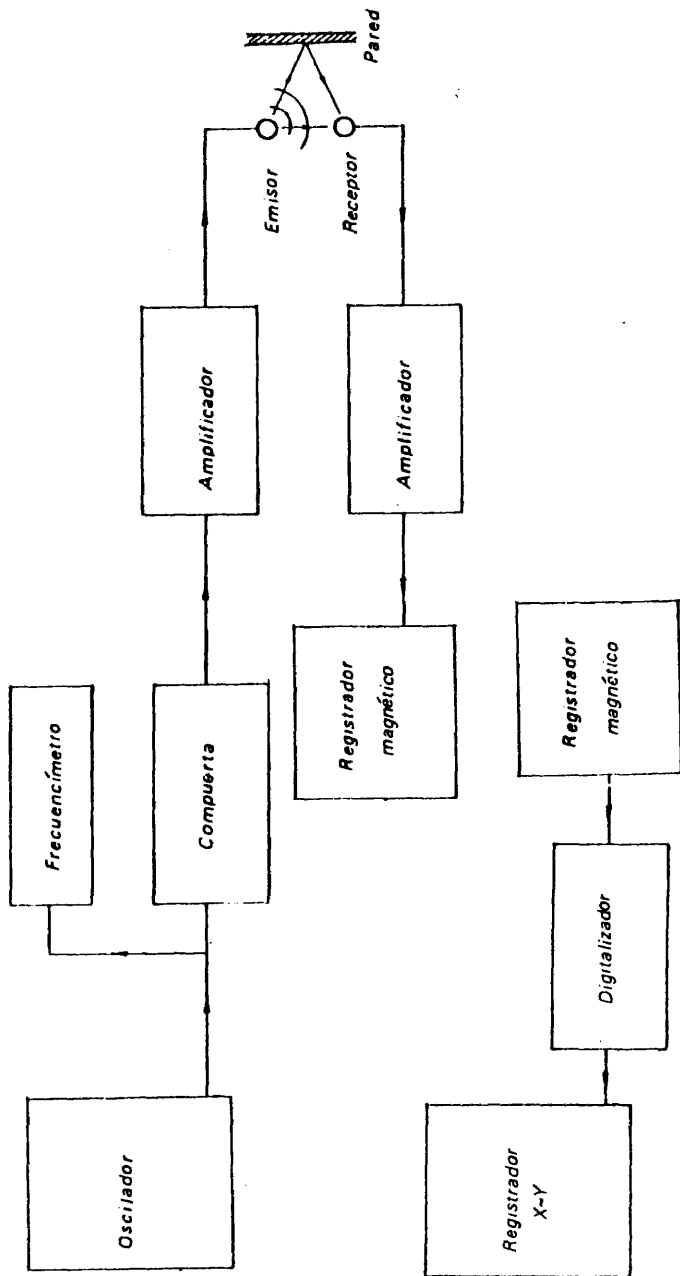 Oscilador
Frecuencímetro
Compuerta
Amplificador
Emisor
Receptor
Pared
Amplificador
Registrador
magnético
Registrador
magnético
Digitalizador
Registrador
X-Y